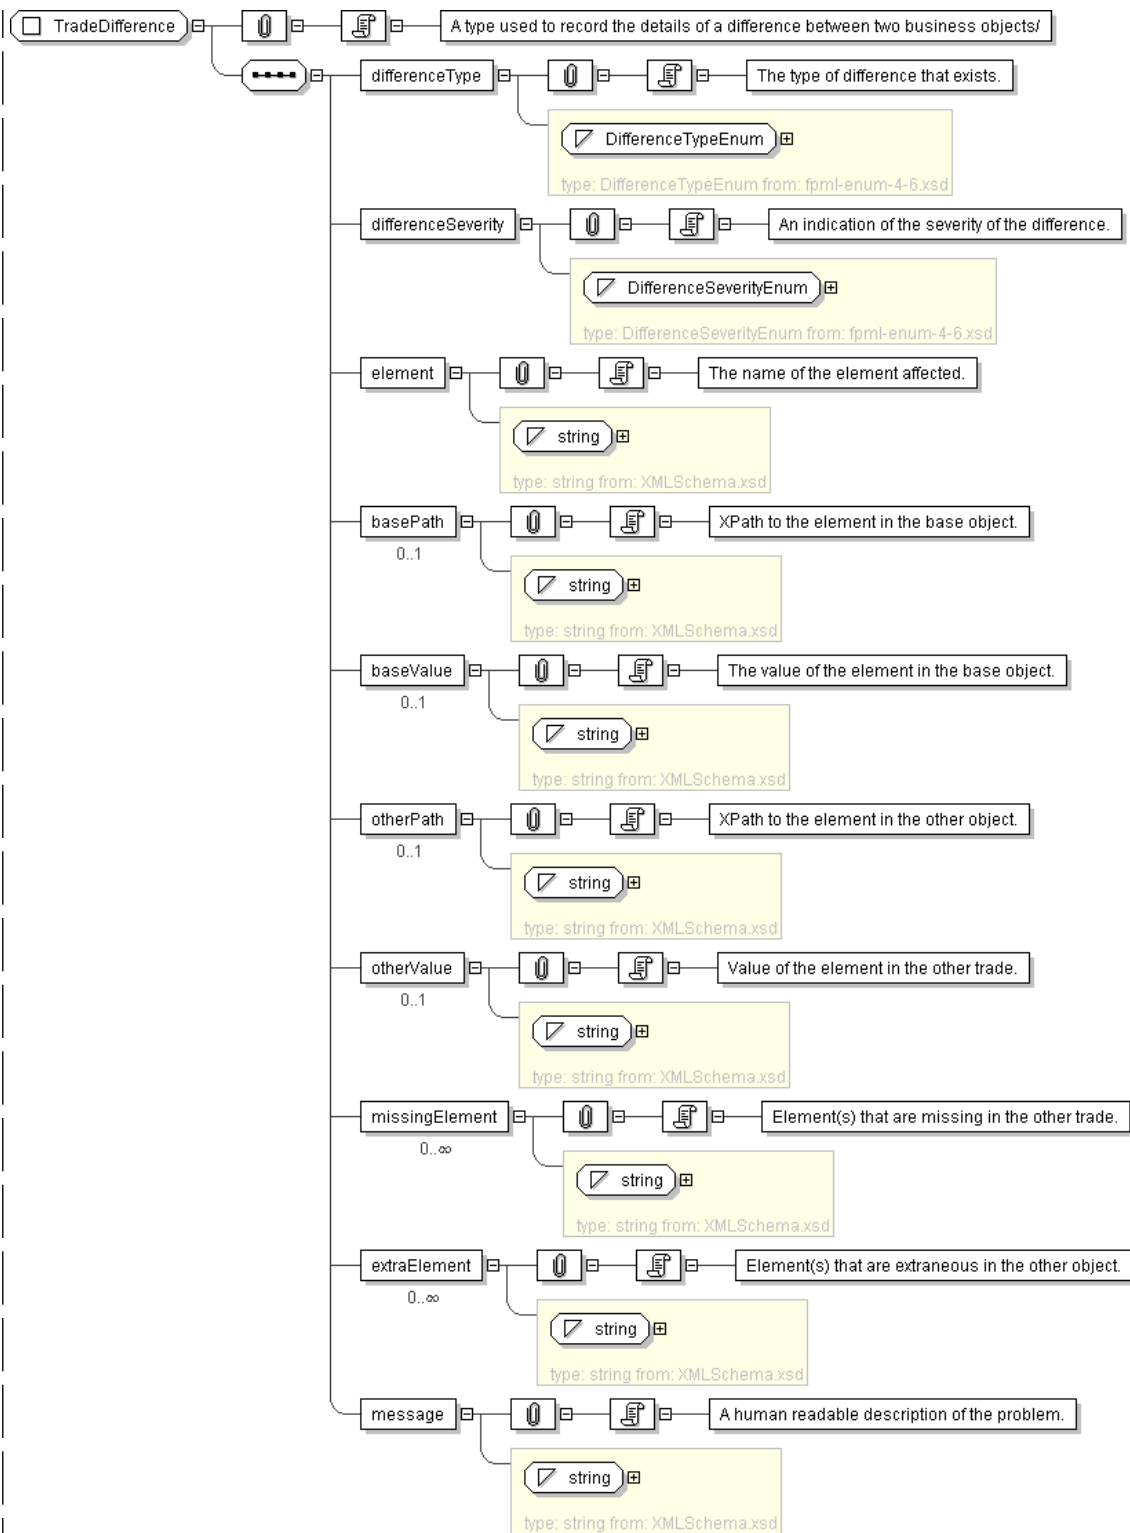 TradeDifference A type used to record the details of a difference between two business objects/
differenceType The type of difference that exists.
DifferenceTypeEnum
type: DifferenceTypeEnum from: fpml-enum-4-6.xsd
differenceSeverity An indication of the severity of the difference.
DifferenceSeverityEnum
type: DifferenceSeverityEnum from: fpml-enum-4-6.xsd
element The name of the element affected.
string
type: string from: XMLSchema.xsd
basePath XPath to the element in the base object.
0..1
string
type: string from: XMLSchema.xsd
baseValue The value of the element in the base object.
0..1
string
type: string from: XMLSchema.xsd
otherPath XPath to the element in the other object.
0..1
string
type: string from: XMLSchema.xsd
otherValue Value of the element in the other trade.
0..1
string
type: string from: XMLSchema.xsd
missingElement Element(s) that are missing in the other trade.
0..∞
string
type: string from: XMLSchema.xsd
extraElement Element(s) that are extraneous in the other object.
0..∞
string
type: string from: XMLSchema.xsd
message A human readable description of the problem.
string
type: string from: XMLSchema.xsd